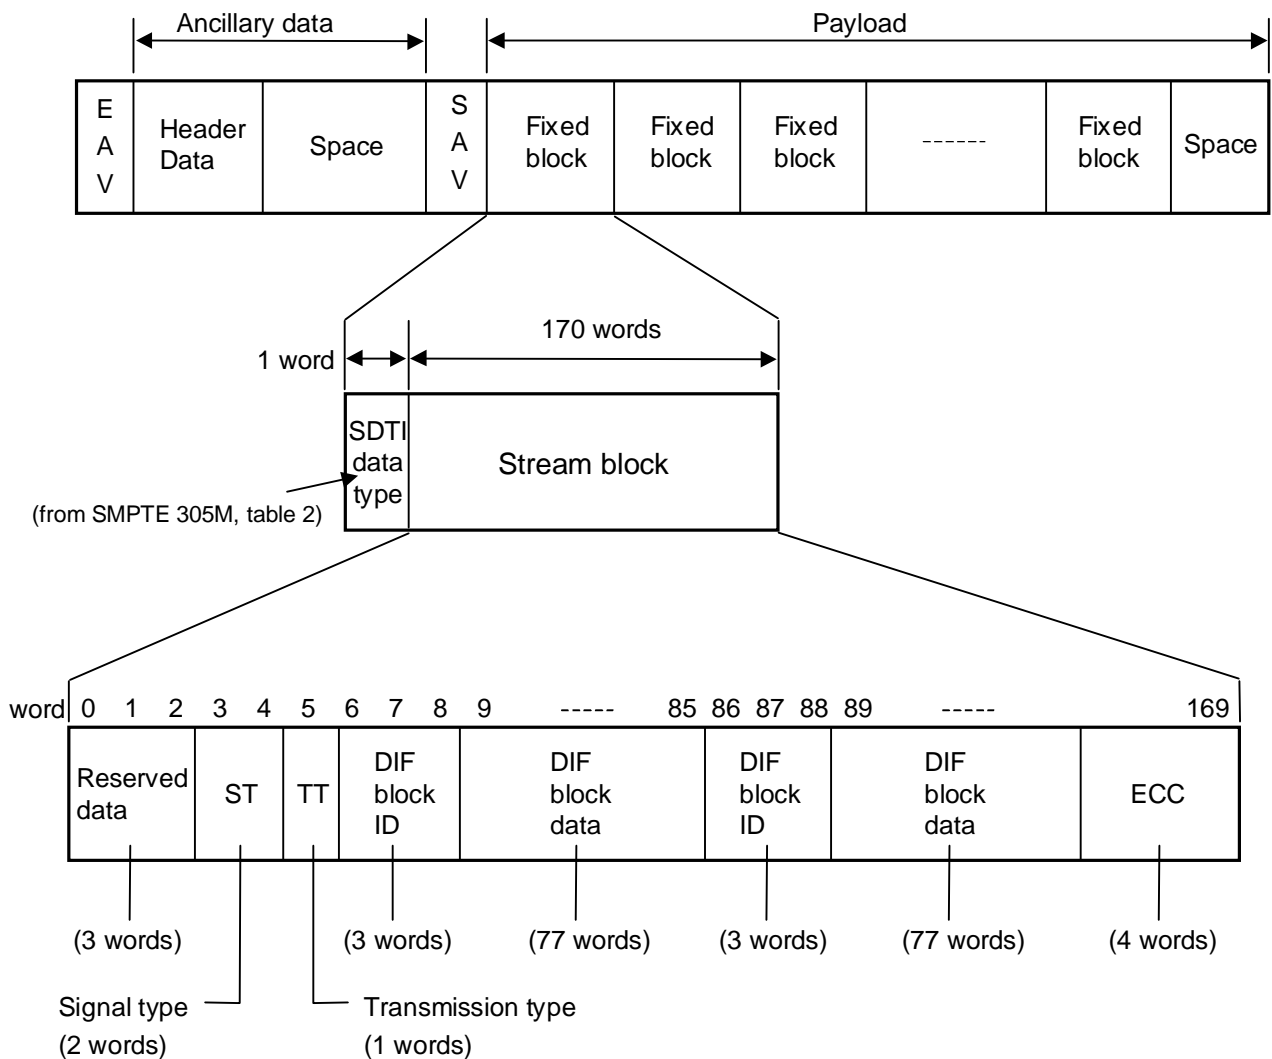 Ancillary data
Payload
E
A
V
Header
Data
Space
S
A
V
Fixed
block
Fixed
block
Fixed
block
------
Fixed
block
Space
170 words
1 word
SDTI
data
type
Stream block
(from SMPTE 305M, table 2)
word 0 1 2 3 4 5 6 7 8 9 ----- 85 86 87 88 89 ----- 169
Reserved
data
ST
TT
DIF
block
ID
DIF
block
data
DIF
block
ID
DIF
block
data
ECC
(3 words)
(3 words)
(77 words)
(3 words)
(77 words)
(4 words)
Signal type
(2 words)
Transmission type
(1 words)